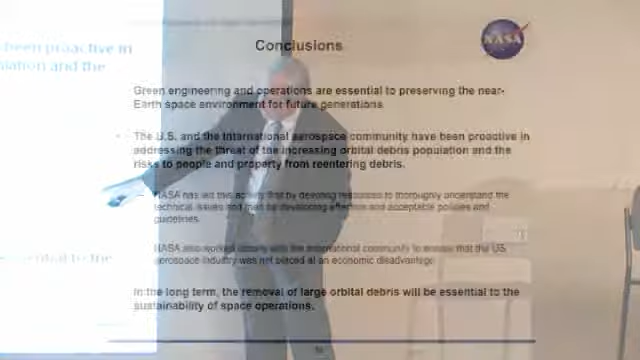 Conclusions
NASA
been proactive in
lation and the
Green engineering and operations are essential to preserving the near-
Earth space environment for future generations
The U.S. and the International aerospace community have been proactive in
addressing the threat of the increasing orbital debris population and the
risks to people and property from reentering debris.
NASA has led this activity first by devoting resources to thoroughly understand the
technical issues and then by developing effective and acceptable policies and
guidelines.
NASA also worked closely with the international community to ensure that the US
aerospace industry was not placed at an economic disadvantage
In the long term, the removal of large orbital debris will be essential to the
sustainability of space operations.
ssential to the